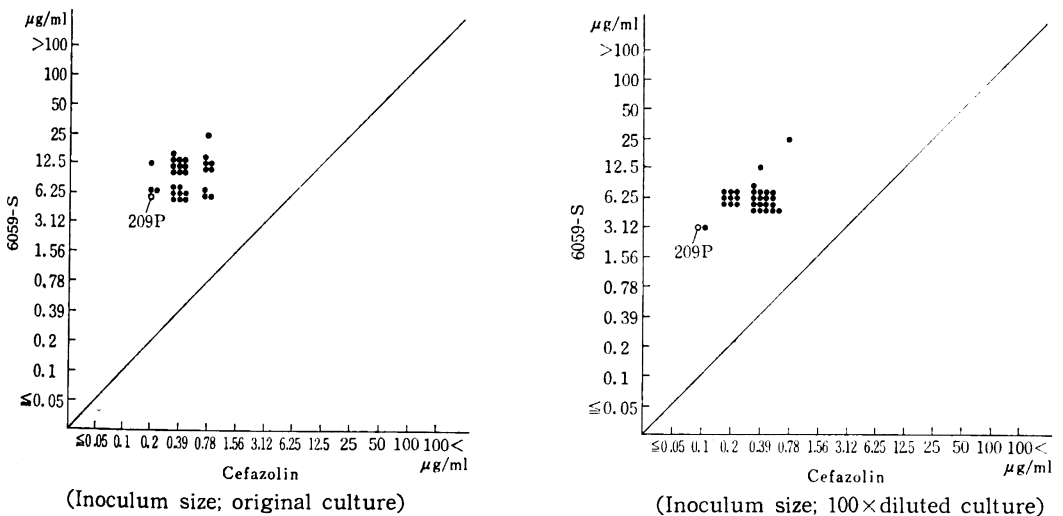 μg/ml
>100
100
50
25
12.5
6.25
3.12
1.56
0.78
0.39
0.2
0.1
≦0.05
6059-S
209P
≦0.05 0.1 0.2 0.39 0.78 1.56 3.12 6.25 12.5 25 50 100 100<
μg/ml
Cefazolin
(Inoculum size; original culture)
μg/ml
>100
100
50
25
12.5
6.25
3.12
1.56
0.78
0.39
0.2
0.1
≦0.05
6059-S
209P
≦0.05 0.1 0.2 0.39 0.78 1.56 3.12 6.25 12.5 25 50 100 100<
μg/ml
Cefazolin
(Inoculum size; 100×diluted culture)